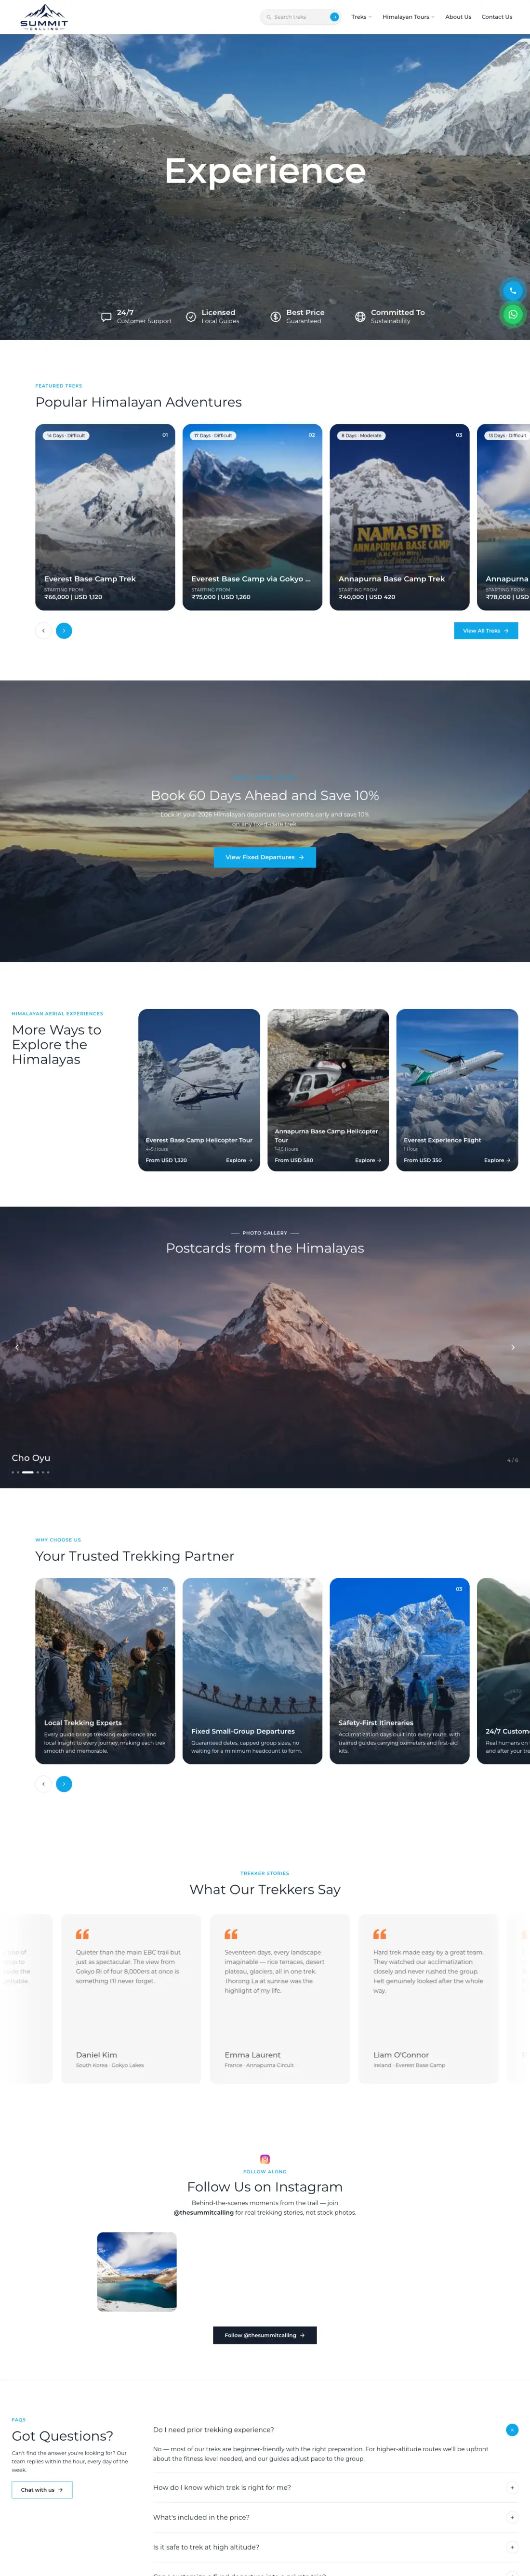 SUMMIT
CALLING
Search treks
Treks
Himalayan Tours
About Us
Contact Us
Experience
24/7
Customer Support
Licensed
Local Guides
Best Price
Guaranteed
Committed To
Sustainability
FEATURED TREKS
Popular Himalayan Adventures
14 Days · Difficult
01
Everest Base Camp Trek
STARTING FROM
₹66,000 | USD 1,120
17 Days · Difficult
02
Everest Base Camp via Gokyo ...
STARTING FROM
₹75,000 | USD 1,260
8 Days · Moderate
03
NAMASTE
ANNAPURNA BASE CAMP
Annapurna Base Camp Trek
STARTING FROM
₹40,000 | USD 420
13 Days · Difficult
Annapurna
STARTING FROM
₹78,000 | USD
View All Treks
Book 60 Days Ahead and Save 10%
Lock in your 2026 Himalayan departure two months early and save 10%
on any fixed-date trek.
View Fixed Departures
HIMALAYAN AERIAL EXPERIENCES
More Ways to
Explore the
Himalayas
Everest Base Camp Helicopter Tour
4–5 Hours
From USD 1,320
Explore
Annapurna Base Camp Helicopter
Tour
From USD 580
Explore
Everest Experience Flight
1 Hour
From USD 350
Explore
PHOTO GALLERY
Postcards from the Himalayas
Cho Oyu
4 / 6
WHY CHOOSE US
Your Trusted Trekking Partner
01
Local Trekking Experts
Every guide brings trekking experience and
local insight to every journey, making each trek
smooth and memorable.
Fixed Small-Group Departures
Guaranteed dates, capped group sizes, no
waiting for a minimum headcount to form.
03
Safety-First Itineraries
Acclimatization days built into every route, with
trained guides carrying oximeters and first-aid
kits.
24/7 Custom
Real humans on
and after your tre
TREKKER STORIES
What Our Trekkers Say
Quieter than the main EBC trail but
just as spectacular. The view from
Gokyo Ri of four 8,000ers at once is
something I'll never forget.
Daniel Kim
South Korea · Gokyo Lakes
Seventeen days, every landscape
imaginable — rice terraces, desert
plateau, glaciers, all in one trek.
Thorong La at sunrise was the
highlight of my life.
Emma Laurent
France · Annapurna Circuit
Hard trek made easy by a great team.
They watched our acclimatization
closely and never rushed the group.
Felt genuinely looked after the whole
way.
Liam O'Connor
Ireland · Everest Base Camp
FOLLOW ALONG
Follow Us on Instagram
Behind-the-scenes moments from the trail — join
@thesummitcalling for real trekking stories, not stock photos.
Follow @thesummitcalling
FAQS
Got Questions?
Can't find the answer you're looking for? Our
team replies within the hour, every day of the
week.
Chat with us
Do I need prior trekking experience?
No — most of our treks are beginner-friendly with the right preparation. For higher-altitude routes we'll be upfront
about the fitness level needed, and our guides adjust pace to the group.
How do I know which trek is right for me?
What's included in the price?
Is it safe to trek at high altitude?